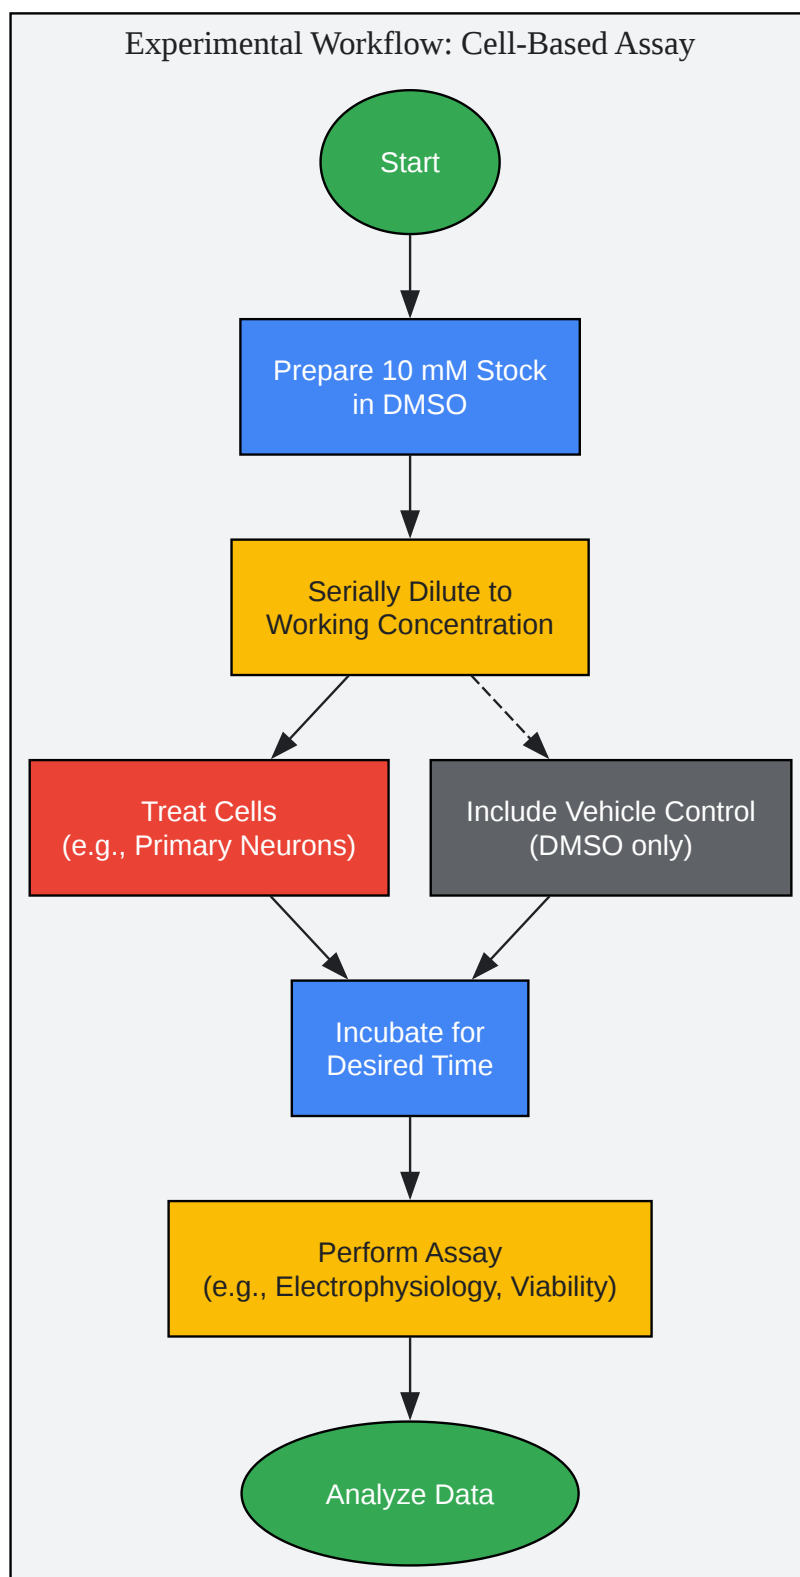 Experimental Workflow: Cell-Based Assay
Start
Prepare 10 mM Stock
in DMSO
Serially Dilute to
Working Concentration
Treat Cells
(e.g., Primary Neurons)
Include Vehicle Control
(DMSO only)
Incubate for
Desired Time
Perform Assay
(e.g., Electrophysiology, Viability)
Analyze Data